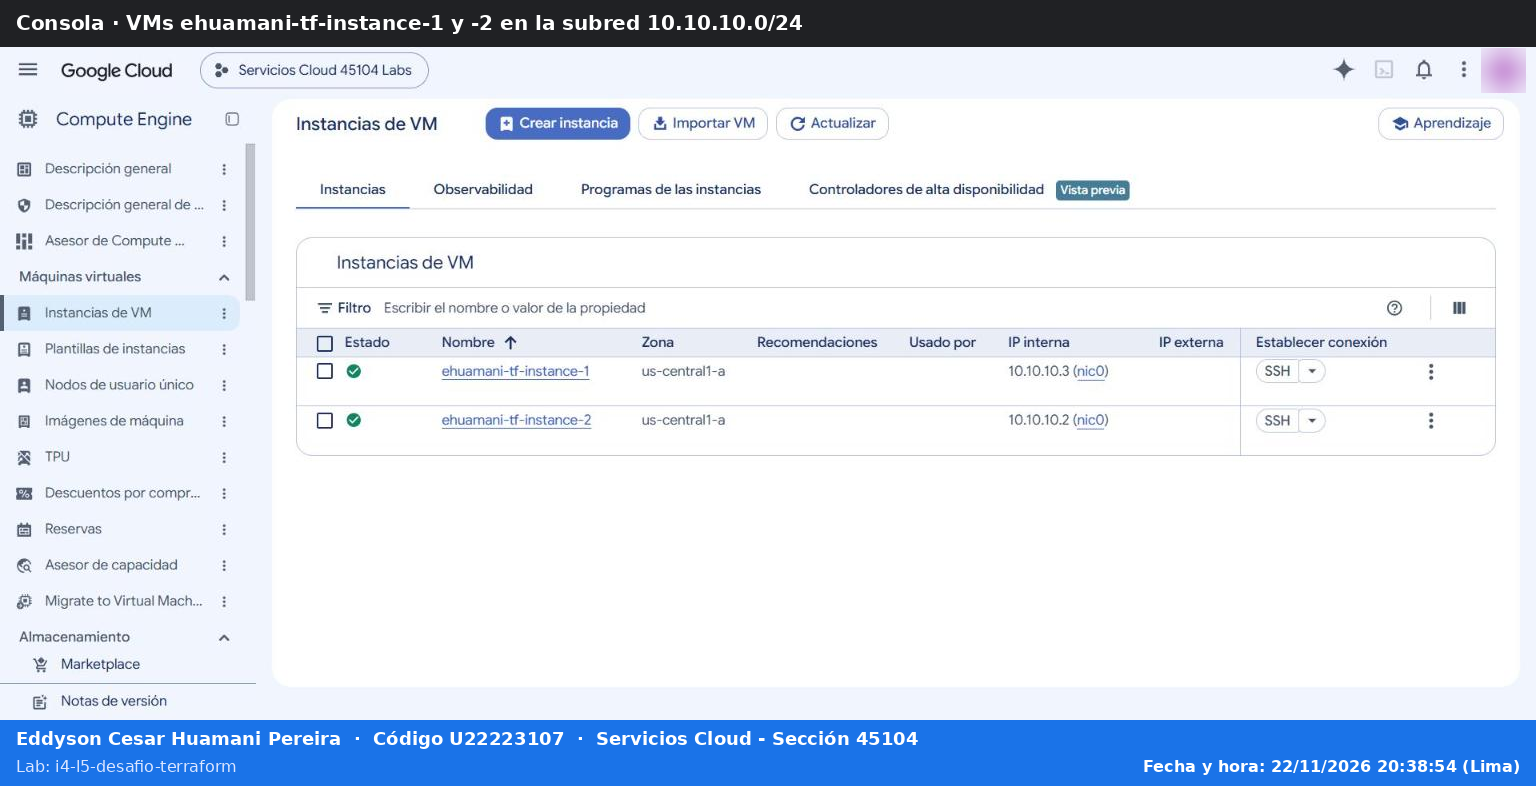 Consola · VMs ehuamani-tf-instance-1 y -2 en la subred 10.10.10.0/24
Google Cloud
Servicios Cloud 45104 Labs
Compute Engine
Descripción general
Descripción general de ...
Asesor de Compute ...
Máquinas virtuales
Instancias de VM
Plantillas de instancias
Nodos de usuario único
Imágenes de máquina
TPU
Descuentos por compr...
Reservas
Asesor de capacidad
Migrate to Virtual Mach...
Almacenamiento
Marketplace
Notas de versión
Instancias de VM Crear instancia Importar VM Actualizar Aprendizaje
Instancias Observabilidad Programas de las instancias Controladores de alta disponibilidad Vista previa
Instancias de VM
Filtro Escribir el nombre o valor de la propiedad
Estado Nombre Zona Recomendaciones Usado por IP interna IP externa Establecer conexión
ehuamani-tf-instance-1 us-central1-a 10.10.10.3 (nic0) SSH
ehuamani-tf-instance-2 us-central1-a 10.10.10.2 (nic0) SSH
Eddyson Cesar Huamani Pereira · Código U22223107 · Servicios Cloud - Sección 45104
Lab: i4-l5-desafio-terraform
Fecha y hora: 22/11/2026 20:38:54 (Lima)